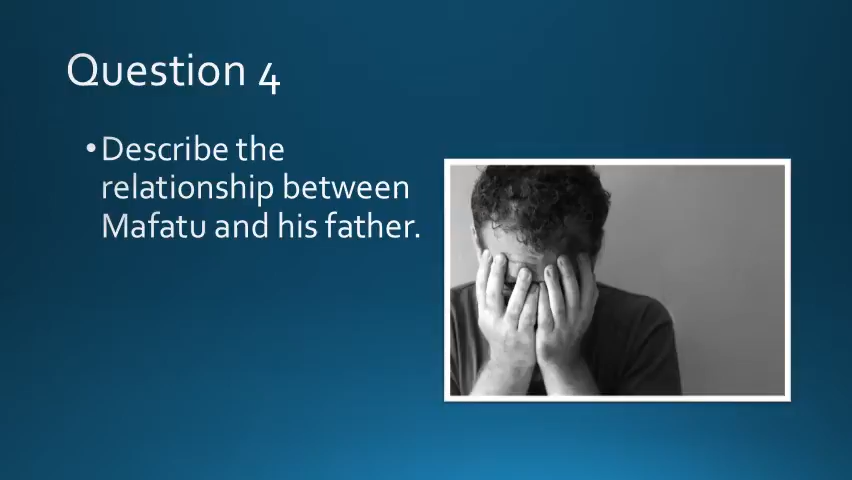 Question 4
•Describe the
relationship between
Mafatu and his father.